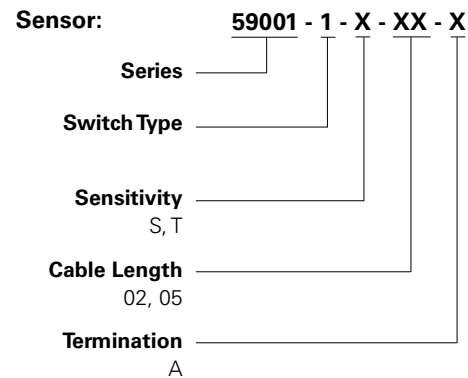 Sensor: 59001 - 1 - X - XX - X
Series
Switch Type
Sensitivity
S, T
Cable Length
02, 05
Termination
A